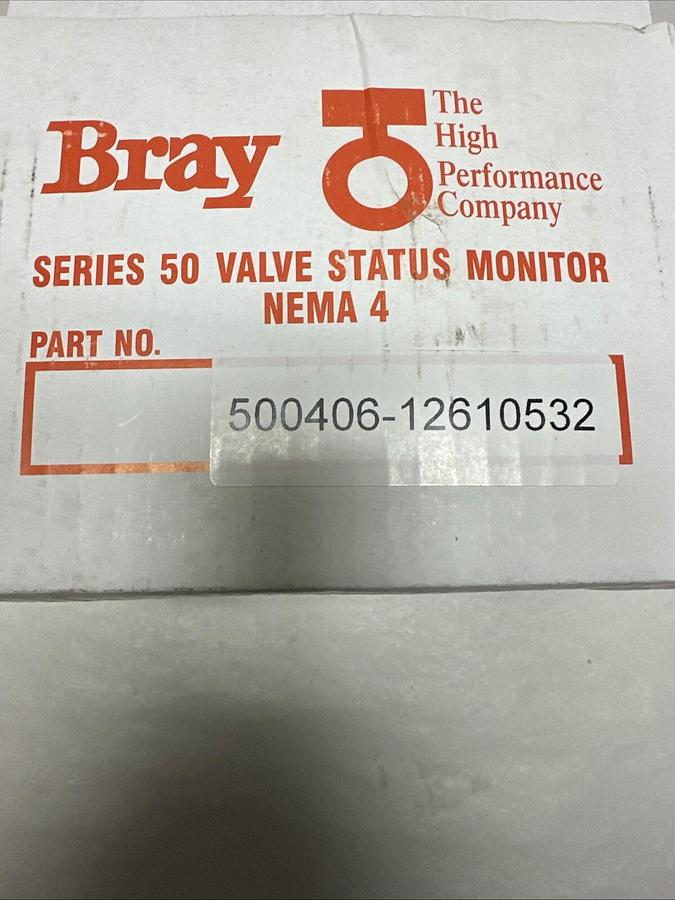 Bray
The
High
Performance
Company
SERIES 50 VALVE STATUS MONITOR
NEMA 4
PART NO.
500406-12610532